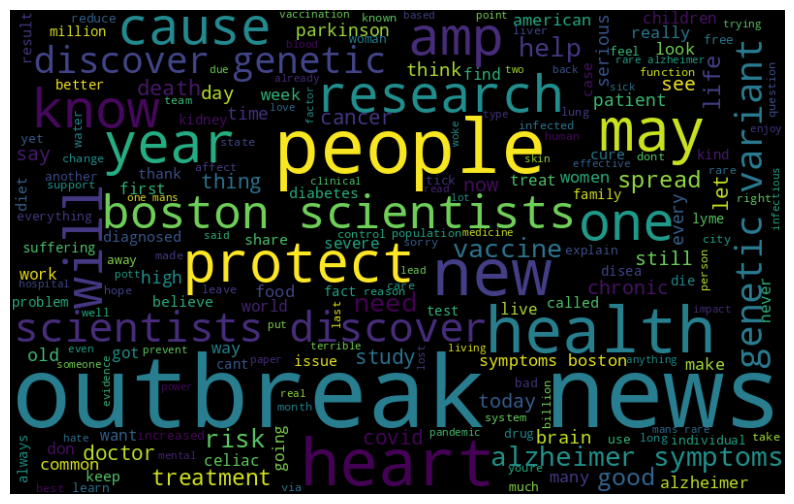 cause
discover genetic
parkinson
amp
help
american
children
serious
reduce
million
vaccination
known
based
point
trying
result
woman
liver
really
feel
free
rare alzheimer
blood
better
due
two
back
look
function
question
think
find
see
life
already
team
death
day
week
case
sick
know
love
factor
type
lung
infected
patient
research
water
kidney
time
cancer
state
human
enjoy
year
people
may
yet
change
affect
woke
skin
effective
dont
cure
kind
say
another
support
thank
tick
read
treat
women
rare
spread
let
genetic variant
diet
everything
first
thing
clinical
diabetes
lot
now
family
right
infectious
one mans
boston scientists
one
every
lyme
suffering
diagnosed
said
share
control
population
medicine
severe
sorry
vaccine
explain
still
city
will
made
away
pott
high
protect
lead
new
disea
die
person
never
work
hospital
hope
leave
fact
reason
care
chronic
problem
believe
food
world
need
test
live
called
impact
well
put
last
scientists discover
health
old
even
prevent
way
terrible
lost
living
symptoms boston
anything
make
someone
got
cant
issue
study
evidence
paper
outbreak news
power
real
month
today
bad
system
billion
drug
mans rare
always
hate
want
increased
risk
going
covid
pandemic
brain
use
long
individual
take
don
doctor
celiac
heart
youre
alzheimer symptoms
common
keep
mental
treatment
many
good
alzheimer
best
learn
via
much